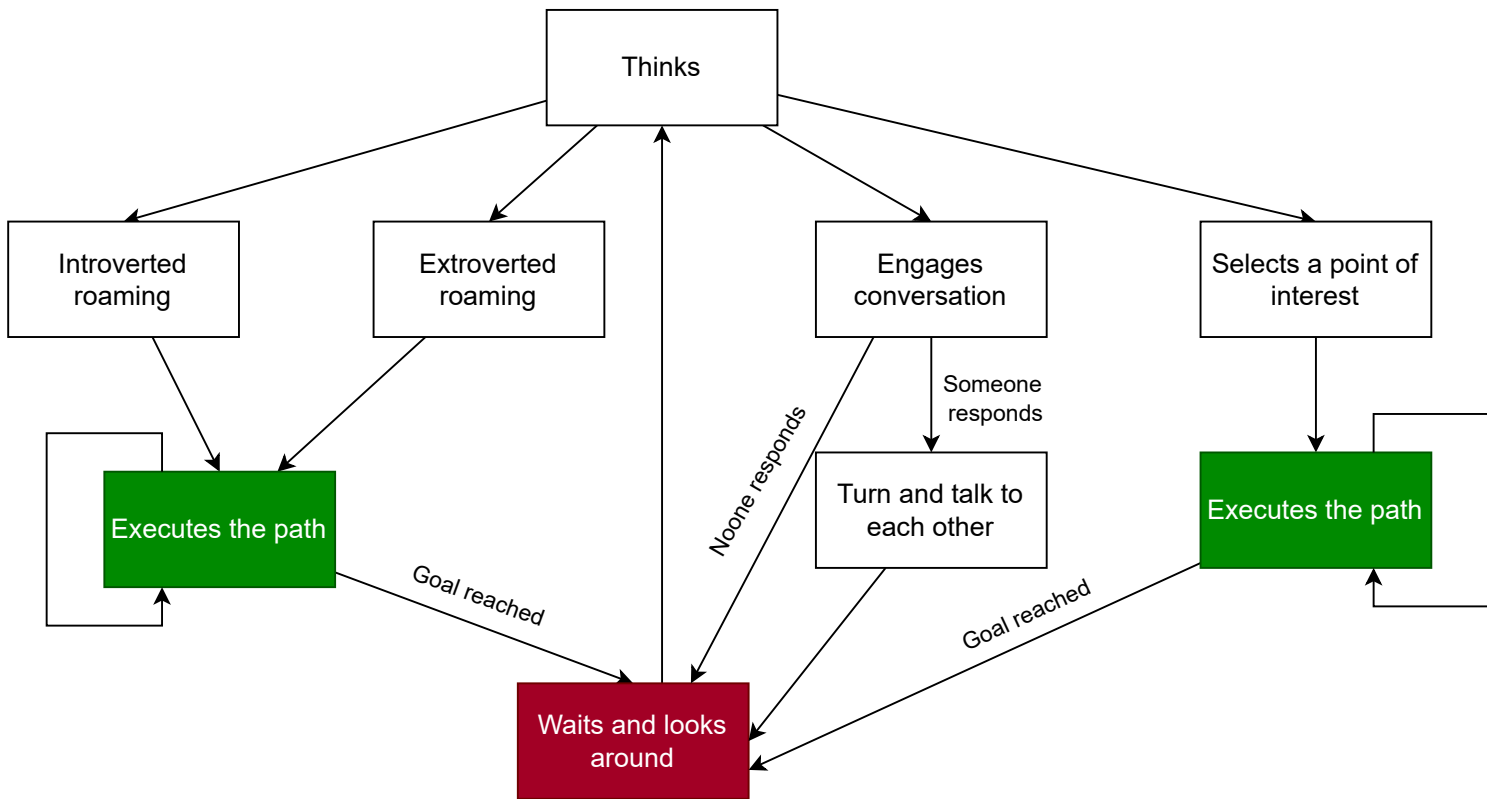 Thinks
Introverted
roaming
Extroverted
roaming
Engages
conversation
Selects a point of
interest
Someone
responds
Noone responds
Executes the path
Turn and talk to
each other
Executes the path
Goal reached
Goal reached
Waits and looks
around